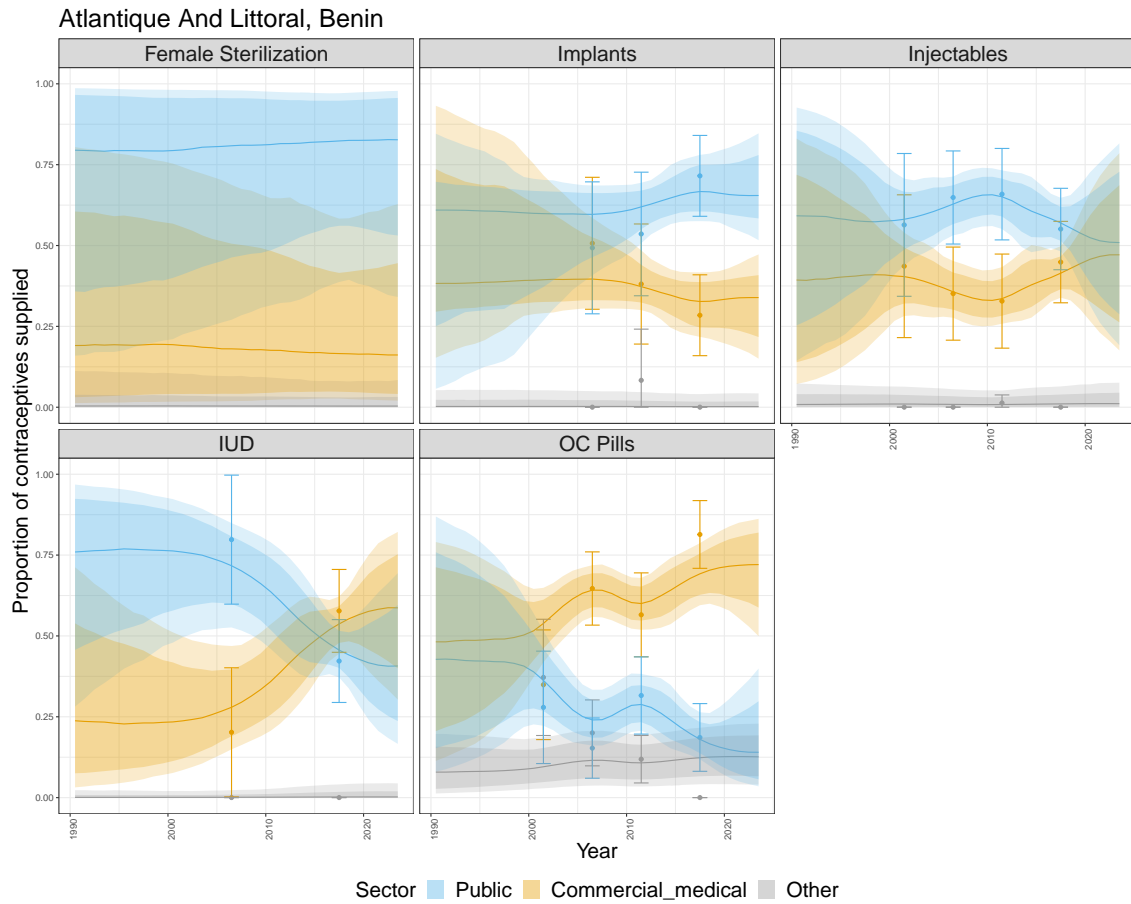 Atlantique And Littoral, Benin
Female Sterilization
Implants
Injectables
1.00
0.75
0.50
0.25
0.00
1990
2000
2010
2020
IUD
OC Pills
1.00
0.75
0.50
0.25
0.00
1990
2000
2010
2020
1990
2000
2010
2020
Proportion of contraceptives supplied
Year
Sector Public Commercial_medical Other